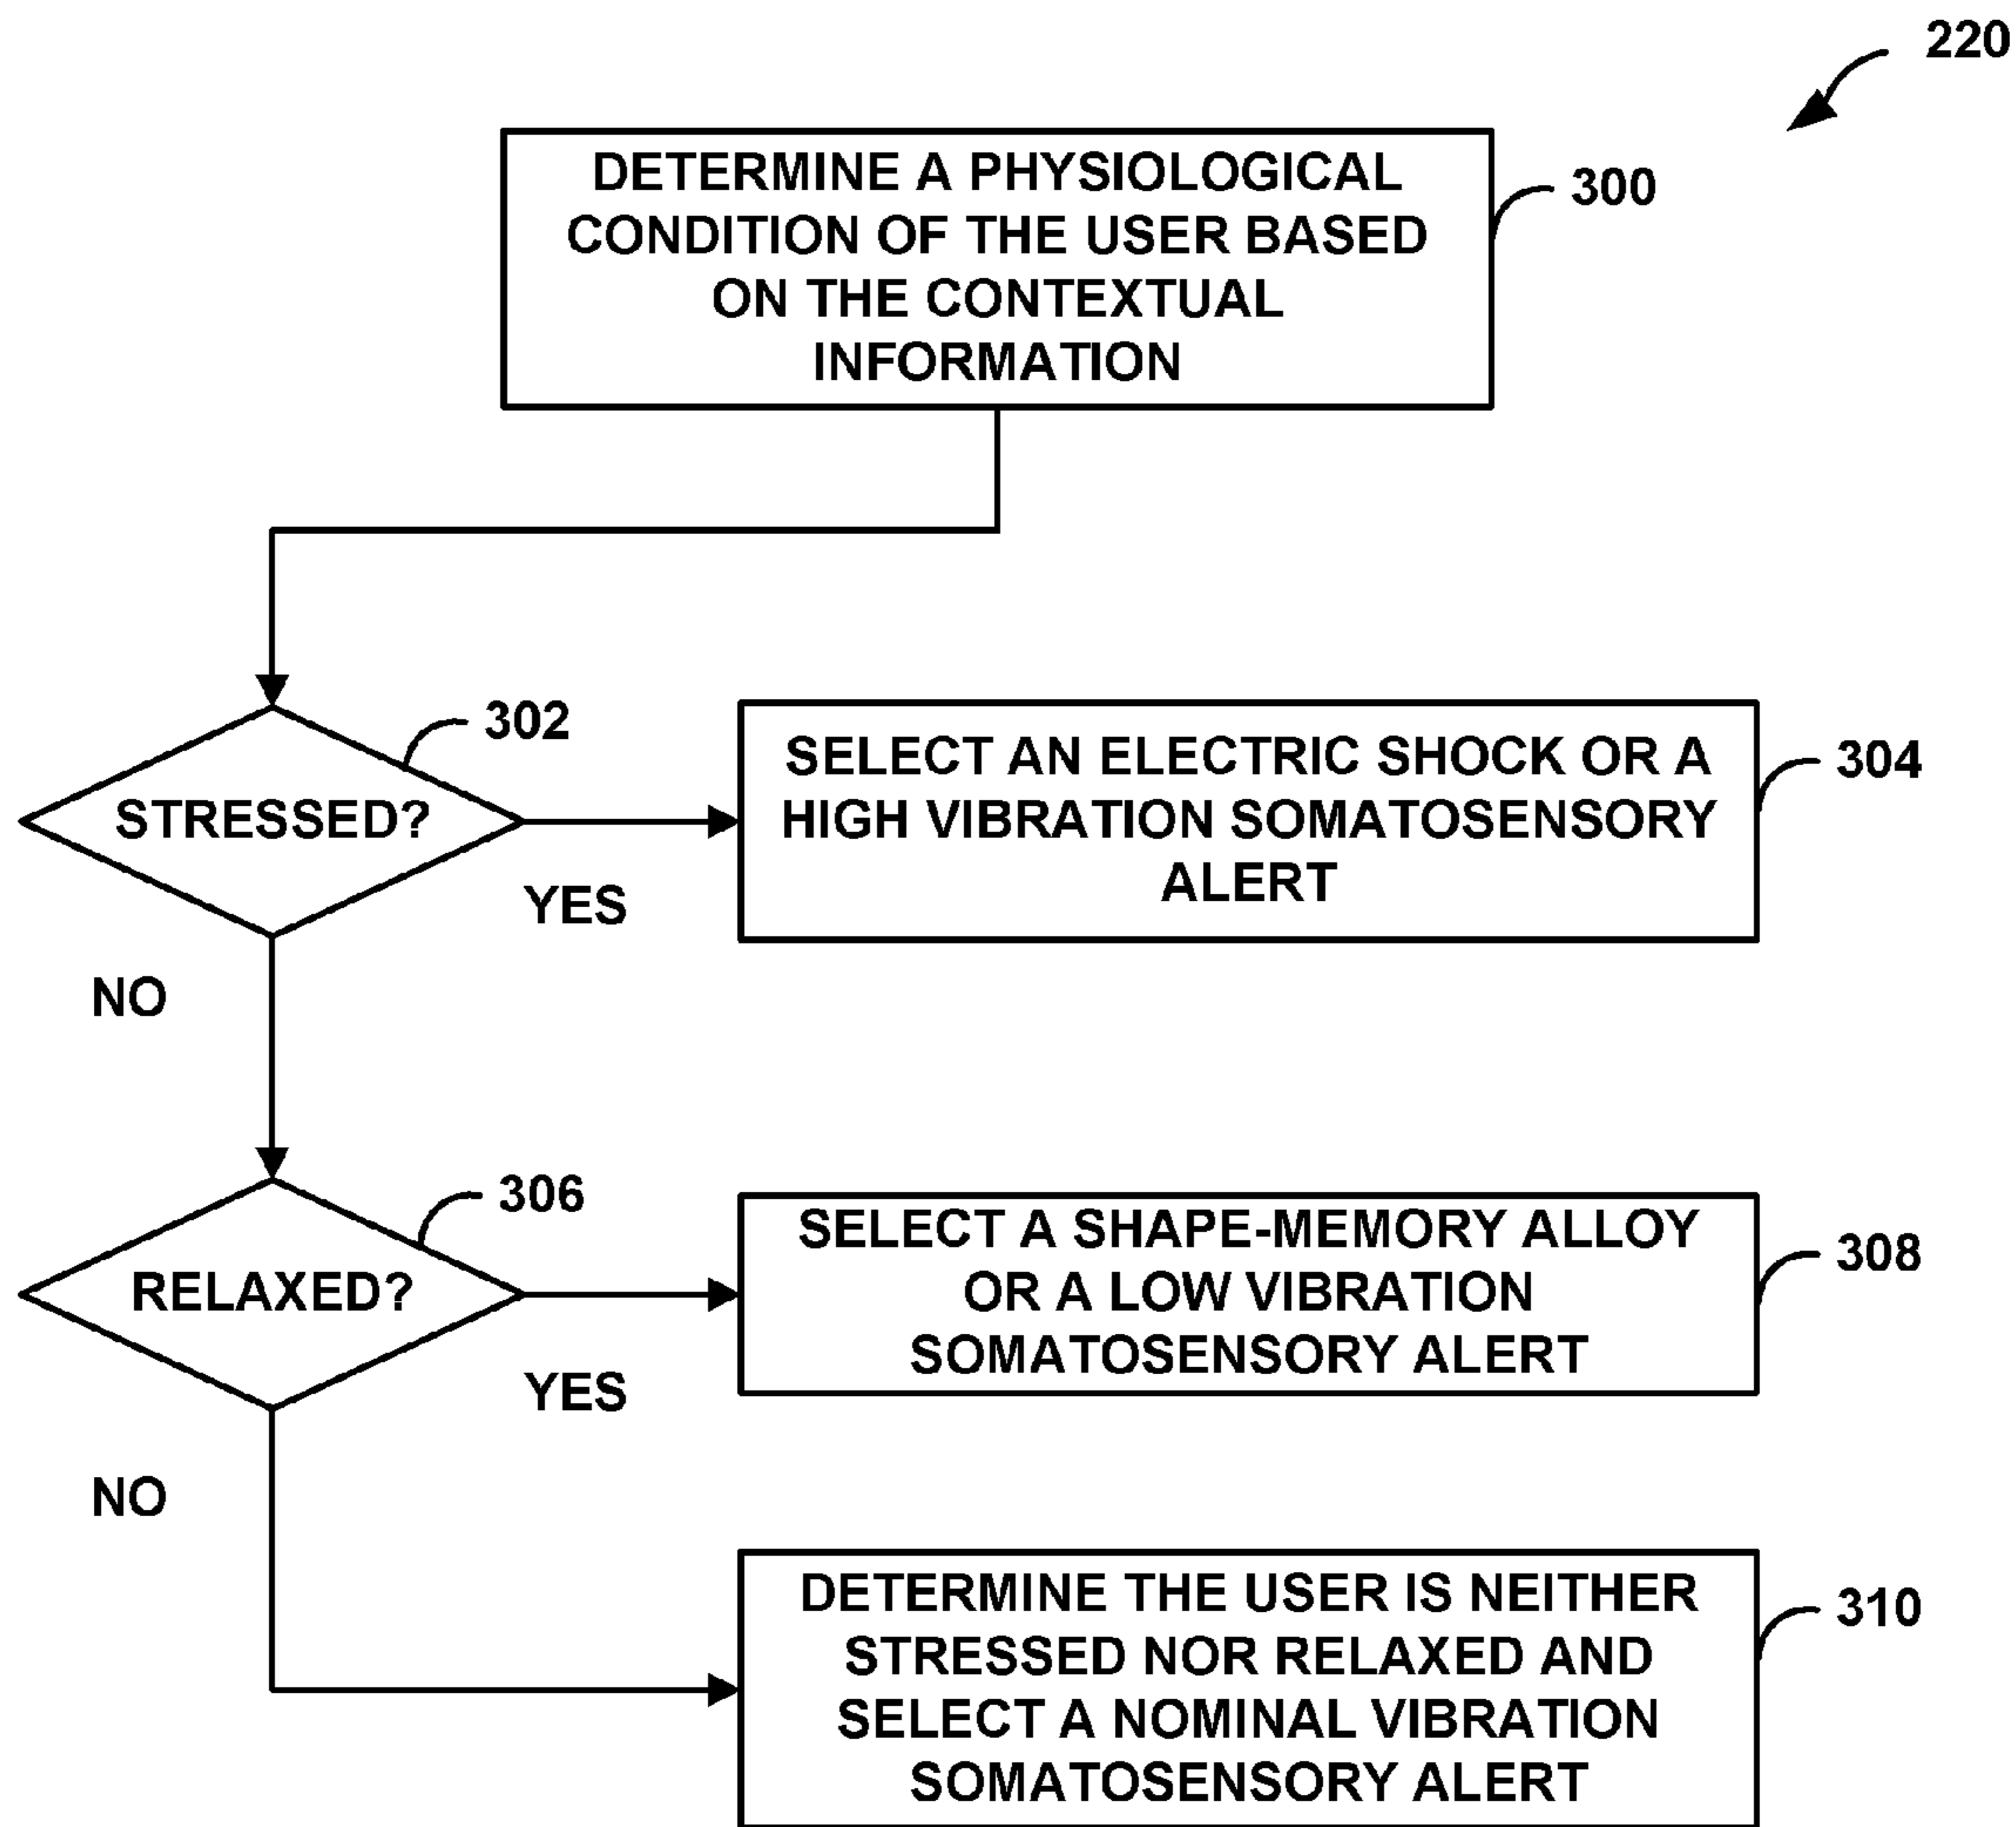 220
DETERMINE A PHYSIOLOGICAL
CONDITION OF THE USER BASED
ON THE CONTEXTUAL
INFORMATION
300
302
STRESSED?
YES
NO
SELECT AN ELECTRIC SHOCK OR A
HIGH VIBRATION SOMATOSENSORY
ALERT
304
306
RELAXED?
YES
NO
SELECT A SHAPE-MEMORY ALLOY
OR A LOW VIBRATION
SOMATOSENSORY ALERT
308
DETERMINE THE USER IS NEITHER
STRESSED NOR RELAXED AND
SELECT A NOMINAL VIBRATION
SOMATOSENSORY ALERT
310